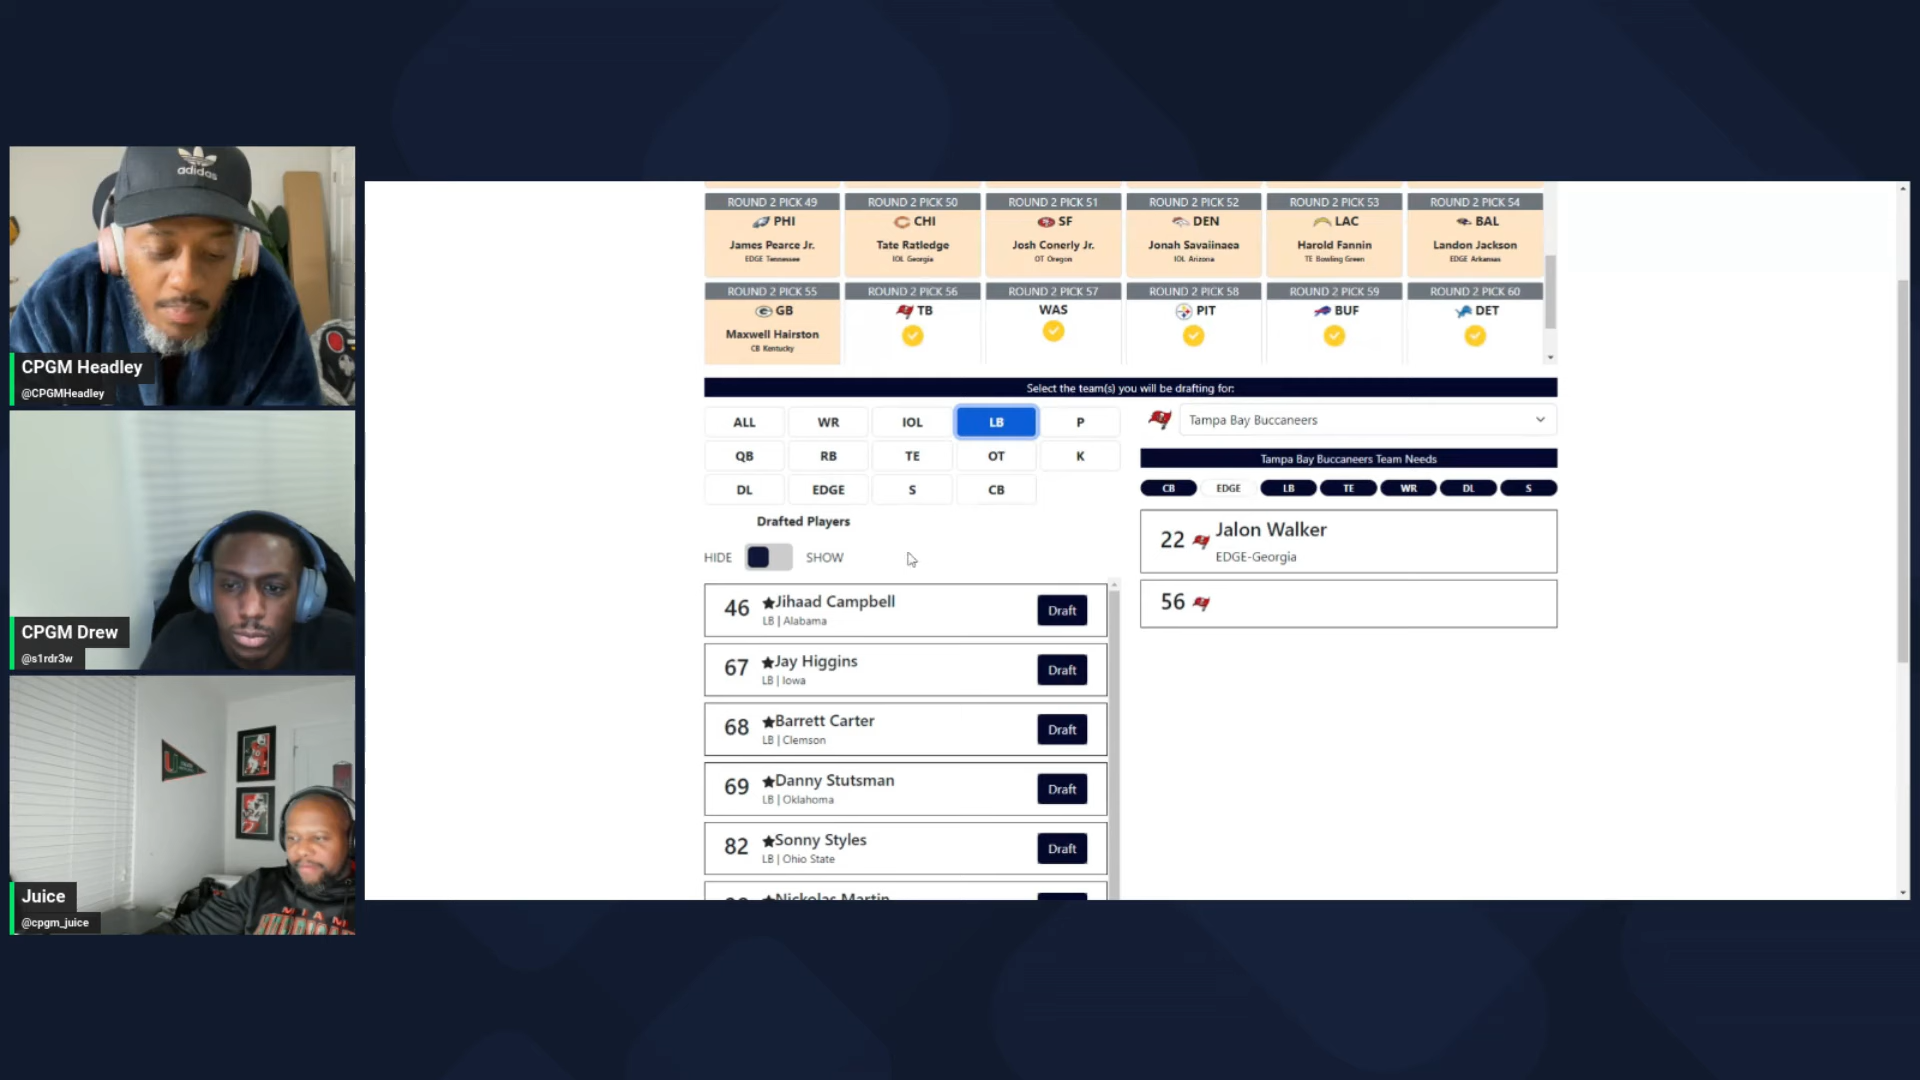 adidas
CPGM Headley
@CPGMHeadley
CPGM Drew
@s1rdr3w
Juice
@cpgm_juice
MIAMI
ROUND 2 PICK 49
PHI
James Pearce Jr.
EDGE Tennessee
ROUND 2 PICK 50
CHI
Tate Ratledge
IOL Georgia
ROUND 2 PICK 51
SF
Josh Conerly Jr.
OT Oregon
ROUND 2 PICK 52
DEN
Jonah Savaiinaea
IOL Arizona
ROUND 2 PICK 53
LAC
Harold Fannin
TE Bowling Green
ROUND 2 PICK 54
BAL
Landon Jackson
EDGE Arkansas
ROUND 2 PICK 55
GB
Maxwell Hairston
CB Kentucky
ROUND 2 PICK 56
TB
ROUND 2 PICK 57
WAS
ROUND 2 PICK 58
PIT
ROUND 2 PICK 59
BUF
ROUND 2 PICK 60
DET
Select the team(s) you will be drafting for:
ALL WR IOL LB P
QB RB TE OT K
DL EDGE S CB
Drafted Players
HIDE SHOW
46 ★Jihaad Campbell
LB | Alabama
Draft
67 ★Jay Higgins
LB | Iowa
Draft
68 ★Barrett Carter
LB | Clemson
Draft
69 ★Danny Stutsman
LB | Oklahoma
Draft
82 ★Sonny Styles
LB | Ohio State
Draft
★Nickolas Martin
Tampa Bay Buccaneers
Tampa Bay Buccaneers Team Needs
CB EDGE LB TE WR DL S
22 Jalon Walker
EDGE-Georgia
56